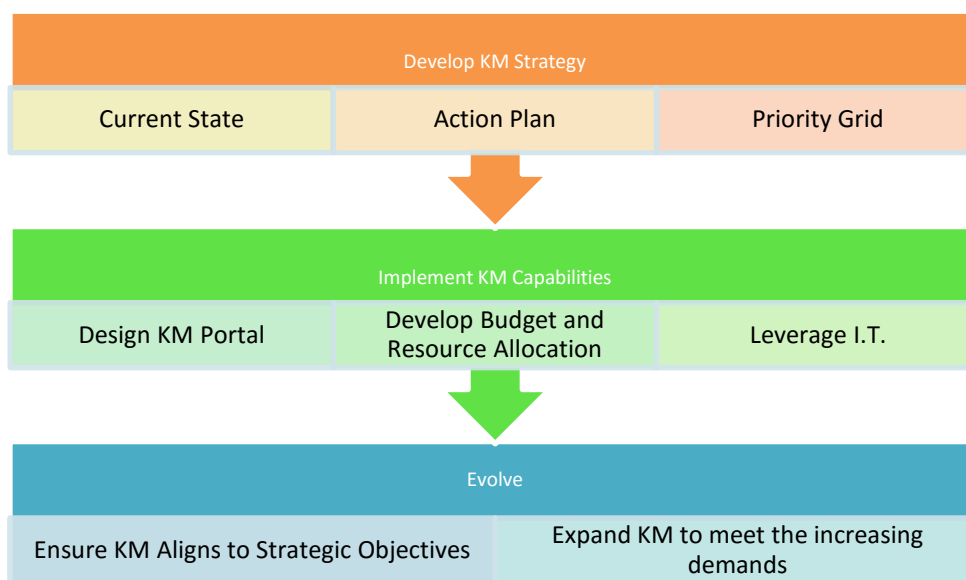 Develop KM Strategy
Current State
Action Plan
Priority Grid
Implement KM Capabilities
Design KM Portal
Develop Budget and
Resource Allocation
Leverage I.T.
Evolve
Ensure KM Aligns to Strategic Objectives
Expand KM to meet the increasing
demands